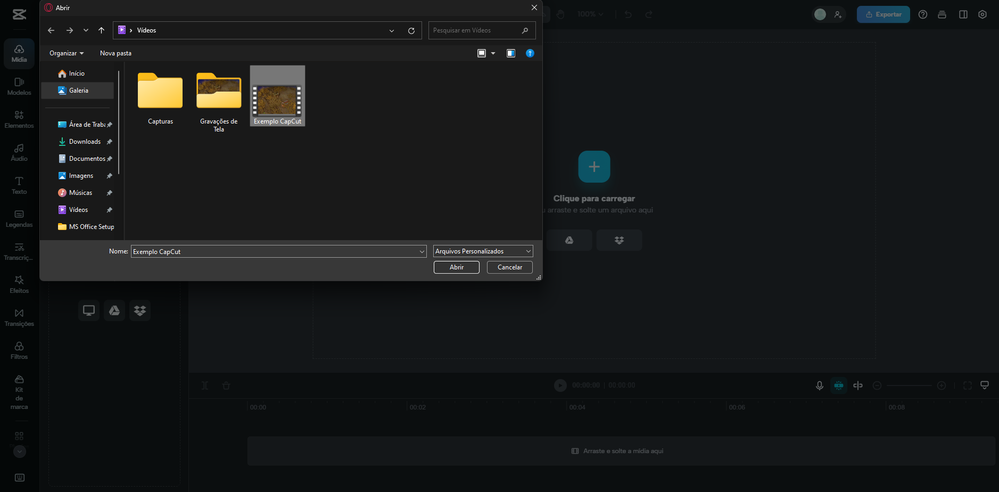 Abrir
Vídeos
Pesquisar em Vídeos
Organizar
Nova pasta
Início
Galeria
Área de Traba
Downloads
Documentos
Imagens
Músicas
Vídeos
MS Office Setup
Capturas
Gravações de
Tela
Exemplo CapCut
Nome:
Exemplo CapCut
Arquivos Personalizados
Abrir
Cancelar
100%
Exportar
Mídia
Modelos
Elementos
Áudio
Texto
Legendas
Transcriç...
Efeitos
Transições
Filtros
Kit
de
marca
Clique para carregar
u arraste e solte um arquivo aqui
00:00:00 | 00:00:00
00:00
00:02
00:04
00:06
00:08
Arraste e solte a mídia aqui